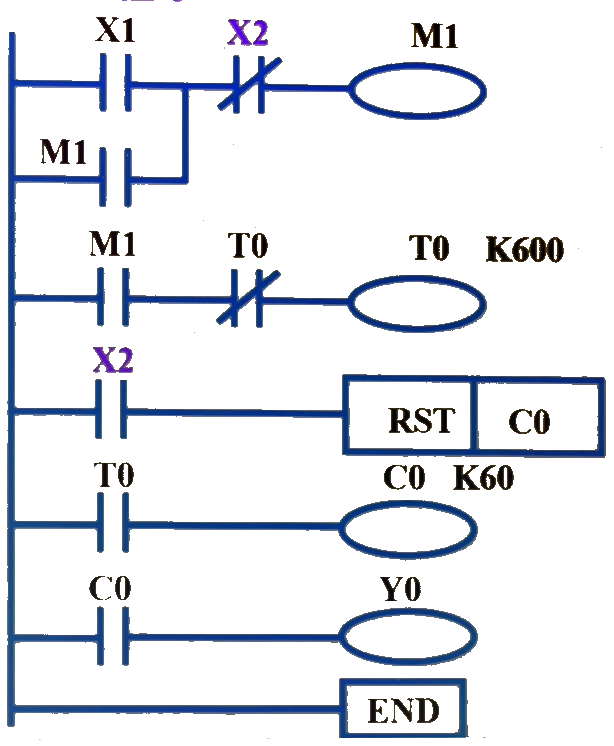 X1 X2 M1
M1
M1 T0 T0 K600
X2
RST C0
T0 C0 K60
C0 Y0
END